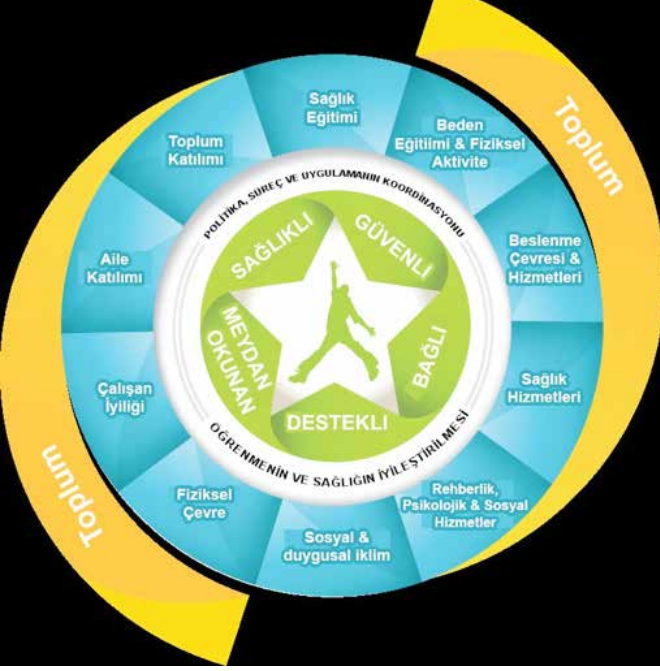 Toplum
Sağlık
Eğitimi
Beden
Eğitiimi & Fiziksel
Aktivite
Beslenme
Çevresi &
Hizmetleri
Sağlık
Hizmetleri
Rehberlik,
Psikolojik & Sosyal
Hizmetler
Sosyal &
duygusal iklim
Fiziksel
Çevre
Çalışan
İyiliği
Aile
Katılımı
Toplum
Katılımı
Toplum
POLİTİKA, SÜREÇ VE UYGULAMANIN KOORDİNASYONU
ÖĞRENMENİN VE SAĞLIĞIN İYİLEŞTİRİLMESİ
SAĞLIKLI
GÜVENLİ
BAĞLI
DESTEKLI
MEYDAN
OKUNAN